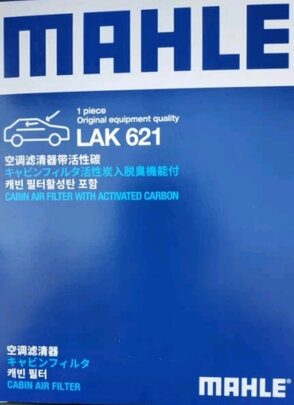 MAHLE
1 piece
Original equipment quality
LAK 621
空调滤清器带活性碳
キャビンフィルタ活性炭入脱臭機能付
캐빈 필터활성탄 포함
CABIN AIR FILTER WITH ACTIVATED CARBON
空调滤清器
キャビンフィルタ
캐빈 필터
CABIN AIR FILTER
MAHLE®